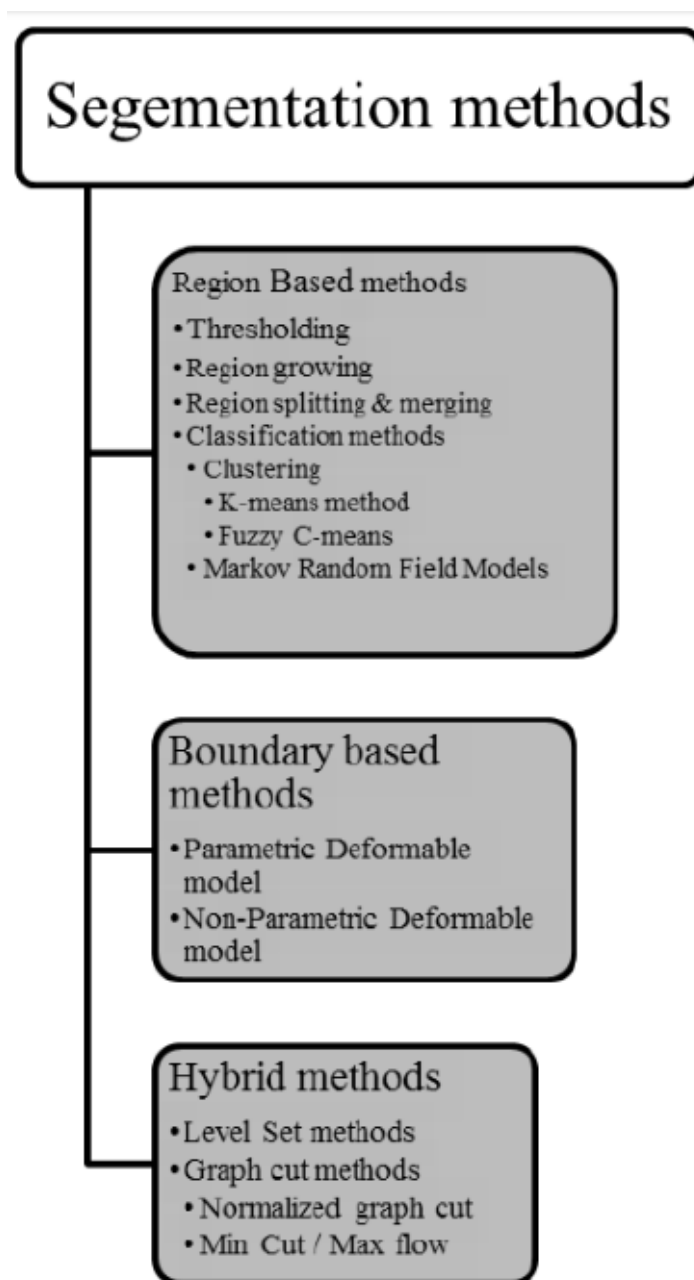 Segementation methods
Region Based methods
•Thresholding
•Region growing
•Region splitting & merging
•Classification methods
•Clustering
•K-means method
•Fuzzy C-means
•Markov Random Field Models
Boundary based
methods
•Parametric Deformable
model
•Non-Parametric Deformable
model
Hybrid methods
•Level Set methods
•Graph cut methods
•Normalized graph cut
•Min Cut / Max flow